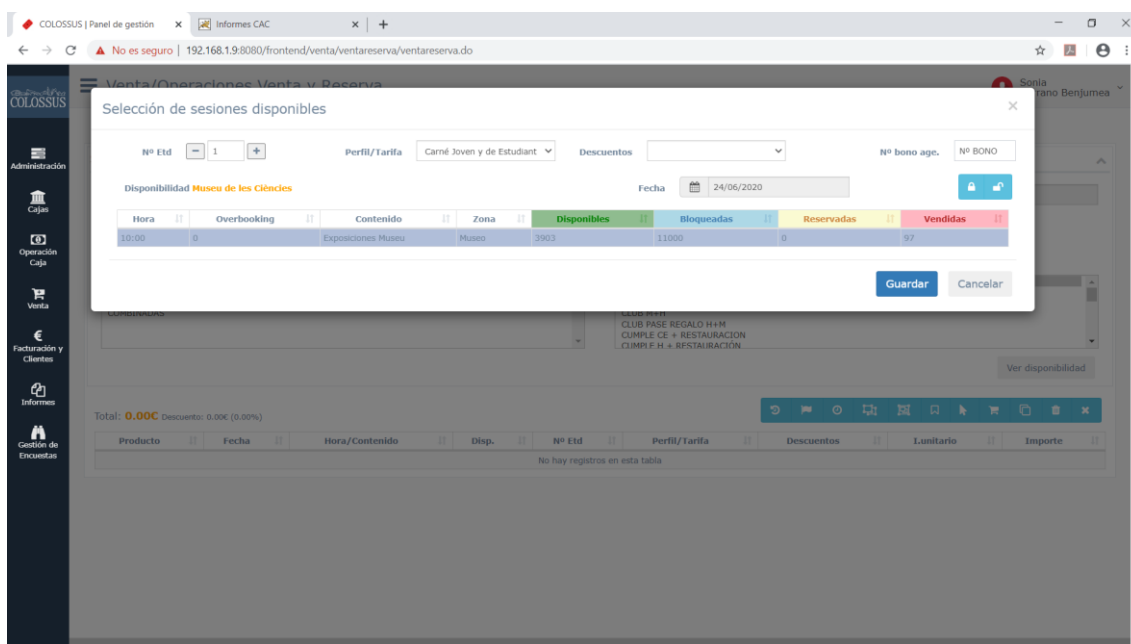 COLOSSUS | Panel de gestión
Informes CAC
No es seguro | 192.168.1.9:8080/frontend/venta/ventareserva/ventareserva.do
COLOSSUS
Venta/Operaciones Venta y Reserva
Sonia
rano Benjumea
Selección de sesiones disponibles
Nº Etd 1 Perfil/Tarifa Carné Joven y de Estudiant Descuentos Nº bono age. Nº BONO
Disponibilidad Museu de les Ciències Fecha 24/06/2020
Hora Overbooking Contenido Zona Disponibles Bloqueadas Reservadas Vendidas
10:00 0 Exposiciones Museu Museo 3903 11000 0 97
Guardar Cancelar
Administración
Cajas
Operación
Caja
Venta
Facturación y
Clientes
Informes
Gestión de
Encuestas
COMBINADAS
CLUB M+H
CLUB PASE REGALO H+M
CUMPLE CE + RESTAURACION
CUMPLE H + RESTAURACIÓN
Ver disponibilidad
Total: 0.00€ Descuento: 0.00€ (0.00%)
Producto Fecha Hora/Contenido Disp. Nº Etd Perfil/Tarifa Descuentos I.unitario Importe
No hay registros en esta tabla